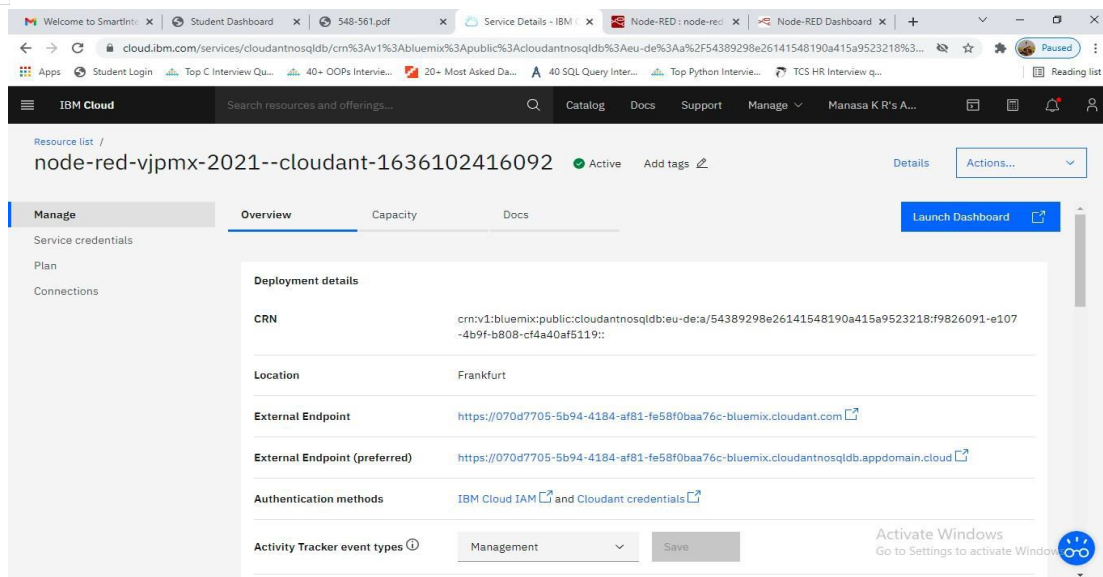 Welcome to SmartInte
Student Dashboard
548-561.pdf
Service Details - IBM
Node-RED : node-red
Node-RED Dashboard
cloud.ibm.com/services/cloudantnosqldb/crn%3Av1%3Abluemix%3Apublic%3Acloudantnosqldb%3Aeu-de%3Aa%2F54389298e26141548190a415a9523218%3...
Paused
Apps
Student Login
Top C Interview Qu...
40+ OOPs Intervie...
20+ Most Asked Da...
40 SQL Query Inter...
Top Python Intervie...
TCS HR Interview q...
Reading list
IBM Cloud
Search resources and offerings...
Catalog
Docs
Support
Manage
Manasa K R's A...
Resource list /
node-red-vjpmx-2021--cloudant-1636102416092
Active
Add tags
Details
Actions...
Manage
Service credentials
Plan
Connections
Overview
Capacity
Docs
Launch Dashboard
Deployment details
CRN
crn:v1:bluemix:public:cloudantnosqldb:eu-de:a/54389298e26141548190a415a9523218:f9826091-e107
-4b9f-b808-cf4a40af5119::
Location
Frankfurt
External Endpoint
https://070d7705-5b94-4184-af81-fe58f0baa76c-bluemix.cloudant.com
External Endpoint (preferred)
https://070d7705-5b94-4184-af81-fe58f0baa76c-bluemix.cloudantnosqldb.appdomain.cloud
Authentication methods
IBM Cloud IAM and Cloudant credentials
Activity Tracker event types
Management
Save
Activate Windows
Go to Settings to activate Window